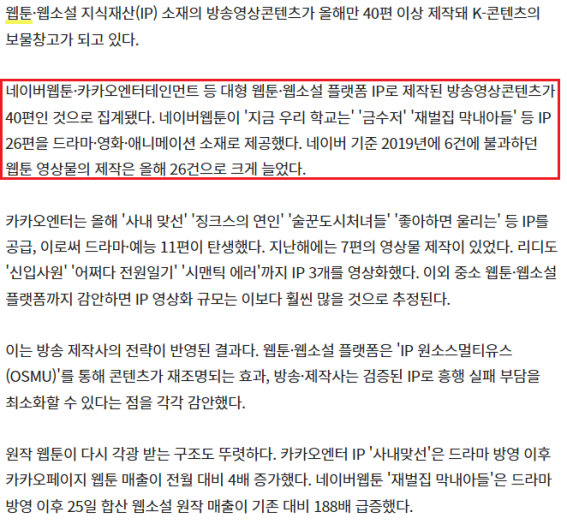 웹툰·웹소설 지식재산(IP) 소재의 방송영상콘텐츠가 올해만 40편 이상 제작돼 K-콘텐츠의
보물창고가 되고 있다.
네이버웹툰·카카오엔터테인먼트 등 대형 웹툰·웹소설 플랫폼 IP로 제작된 방송영상콘텐츠가
40편인 것으로 집계됐다. 네이버웹툰이 '지금 우리 학교는' '금수저' '재벌집 막내아들' 등 IP
26편을 드라마·영화·애니메이션 소재로 제공했다. 네이버 기준 2019년에 6건에 불과하던
웹툰 영상물의 제작은 올해 26건으로 크게 늘었다.
카카오엔터는 올해 '사내 맞선' '징크스의 연인' '술꾼도시처녀들' '좋아하면 울리는' 등 IP를
공급, 이로써 드라마·예능 11편이 탄생했다. 지난해에는 7편의 영상물 제작이 있었다. 리디도
'신입사원' '어쩌다 전원일기' '시맨틱 에러'까지 IP 3개를 영상화했다. 이외 중소 웹툰·웹소설
플랫폼까지 감안하면 IP 영상화 규모는 이보다 훨씬 많을 것으로 추정된다.
이는 방송 제작사의 전략이 반영된 결과다. 웹툰·웹소설 플랫폼은 'IP 원소스멀티유스
(OSMU)'를 통해 콘텐츠가 재조명되는 효과, 방송·제작사는 검증된 IP로 흥행 실패 부담을
최소화할 수 있다는 점을 각각 감안했다.
원작 웹툰이 다시 각광 받는 구조도 뚜렷하다. 카카오엔터 IP '사내맞선'은 드라마 방영 이후
카카오페이지 웹툰 매출이 전월 대비 4배 증가했다. 네이버웹툰 '재벌집 막내아들'은 드라마
방영 이후 25일 합산 웹소설 원작 매출이 기존 대비 188배 급증했다.